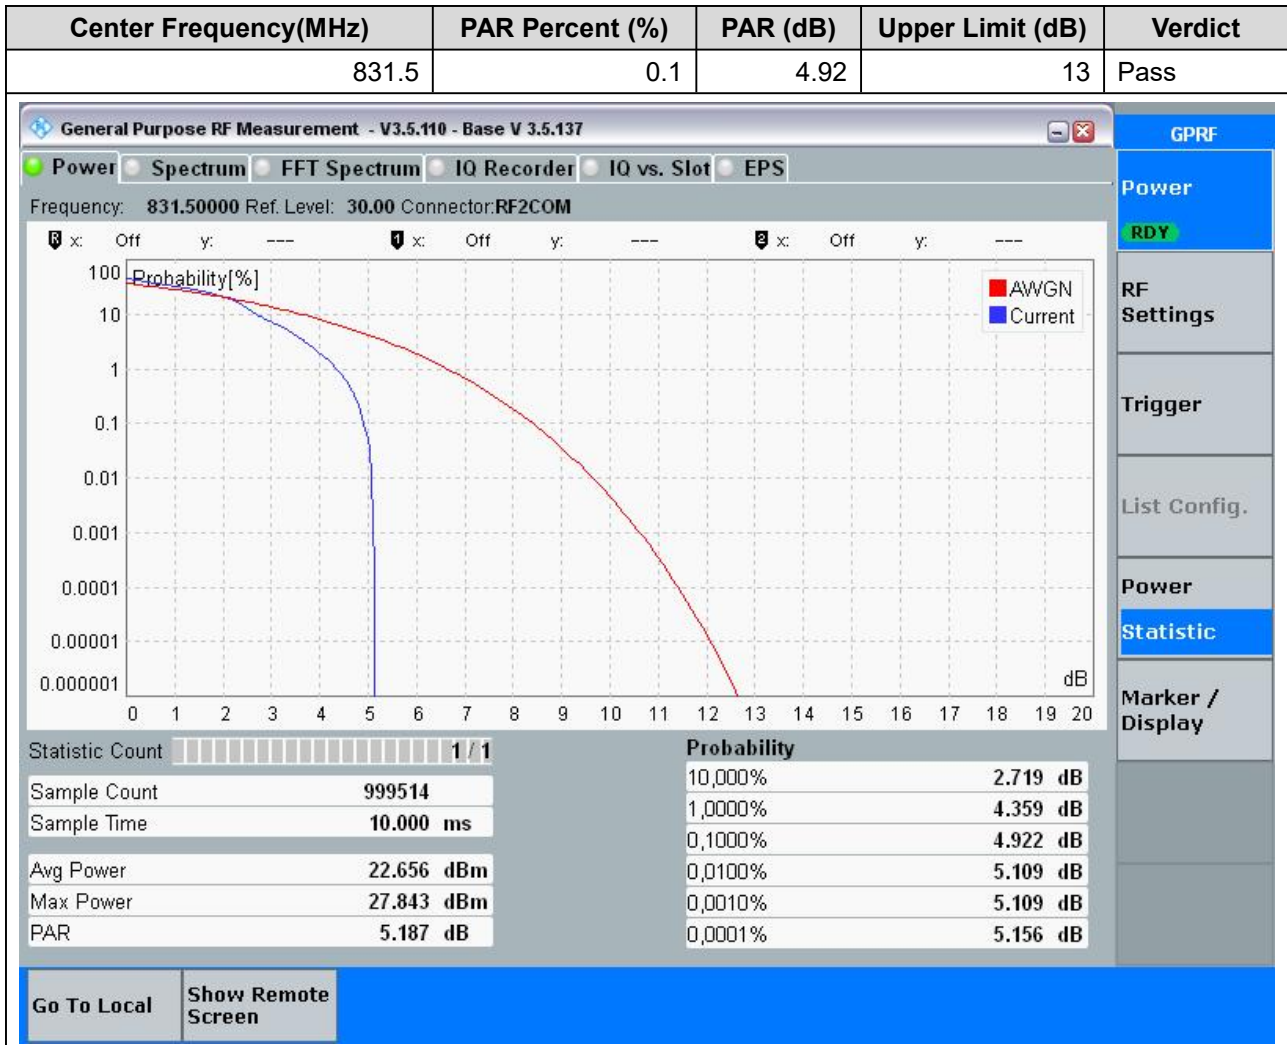 Center Frequency(MHz) PAR Percent (%) PAR (dB) Upper Limit (dB) Verdict
831.5 0.1 4.92 13 Pass
General Purpose RF Measurement - V3.5.110 - Base V 3.5.137
GPRF
Power Spectrum FFT Spectrum IQ Recorder IQ vs. Slot EPS
Frequency: 831.50000 Ref. Level: 30.00 Connector:RF2COM
R x: Off y: --- 1 x: Off y: --- 2 x: Off y: ---
Probability[%]
AWGN
Current
100
10
1
0.1
0.01
0.001
0.0001
0.00001
0.000001
dB
0 1 2 3 4 5 6 7 8 9 10 11 12 13 14 15 16 17 18 19 20
Statistic Count 1 / 1
Sample Count 999514
Sample Time 10.000 ms
Avg Power 22.656 dBm
Max Power 27.843 dBm
PAR 5.187 dB
Probability
10,000% 2.719 dB
1,0000% 4.359 dB
0,1000% 4.922 dB
0,0100% 5.109 dB
0,0010% 5.109 dB
0,0001% 5.156 dB
Power
RDY
RF
Settings
Trigger
List Config.
Power
Statistic
Marker /
Display
Go To Local
Show Remote
Screen